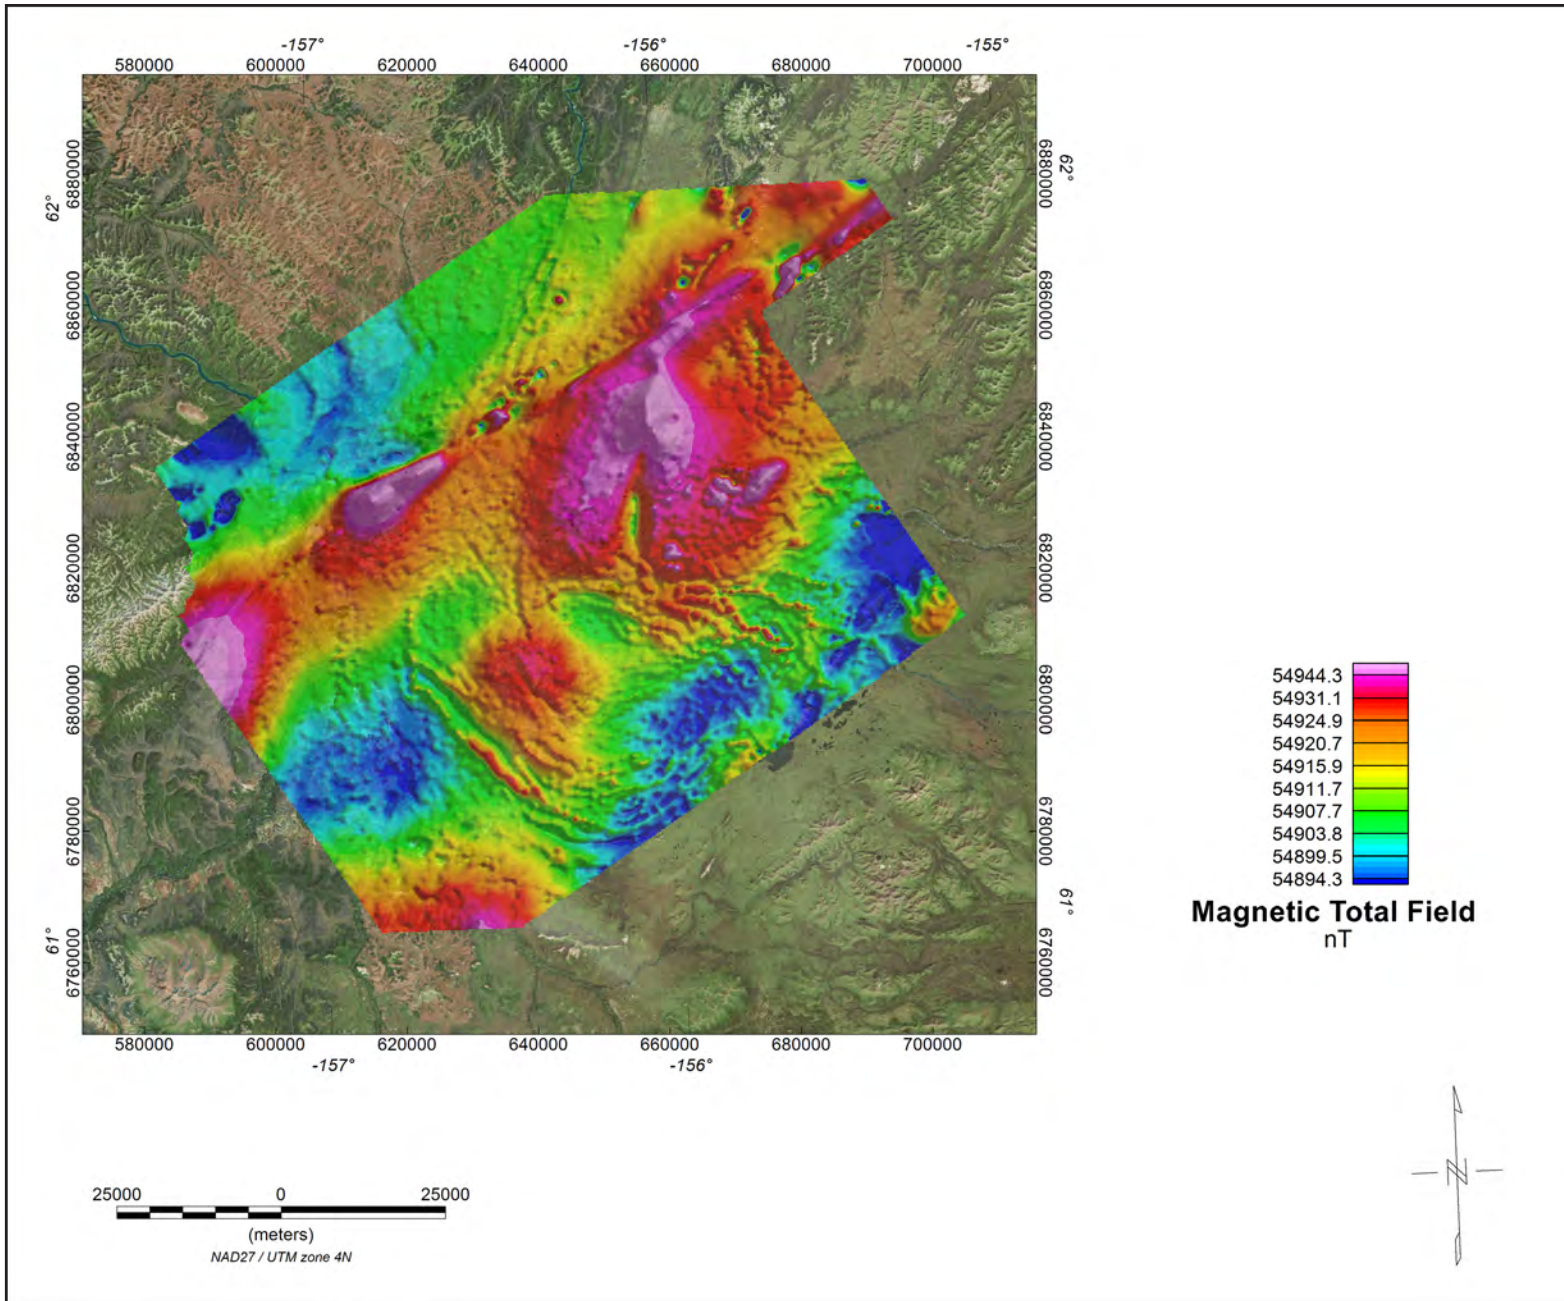 -157° -156° -155°
580000 600000 620000 640000 660000 680000 700000
62° 6880000 6860000 6840000 6820000 6800000 6780000 6760000 61°
6880000 62° 6860000 6840000 6820000 6800000 6780000 61° 6760000
54944.3
54931.1
54924.9
54920.7
54915.9
54911.7
54907.7
54903.8
54899.5
54894.3
Magnetic Total Field
nT
580000 600000 620000 640000 660000 680000 700000
-157° -156°
N
25000 0 25000
(meters)
NAD27 / UTM zone 4N